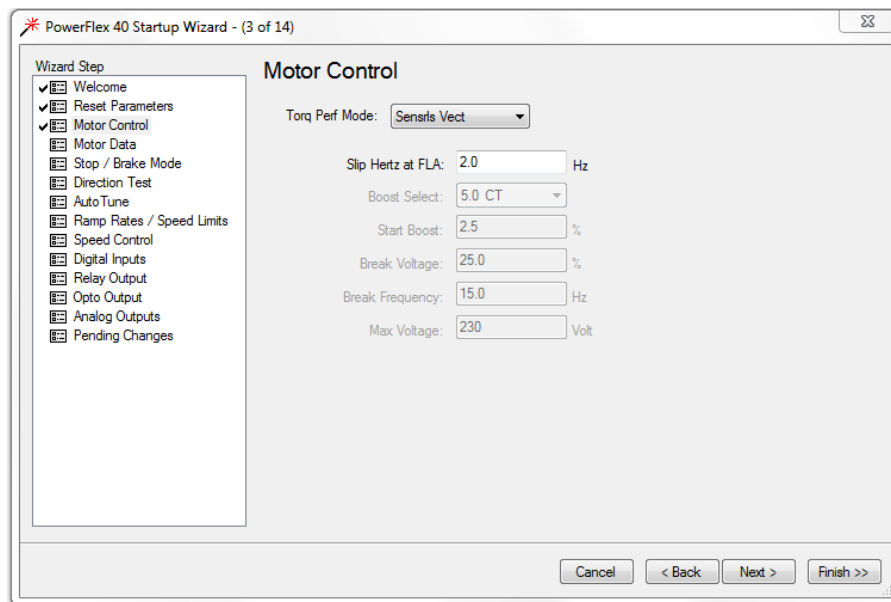 PowerFlex 40 Startup Wizard - (3 of 14)
Wizard Step
Welcome
Reset Parameters
Motor Control
Motor Data
Stop / Brake Mode
Direction Test
AutoTune
Ramp Rates / Speed Limits
Speed Control
Digital Inputs
Relay Output
Opto Output
Analog Outputs
Pending Changes
Motor Control
Torq Perf Mode: Sensrls Vect
Slip Hertz at FLA: 2.0 Hz
Boost Select: 5.0 CT
Start Boost: 2.5 %
Break Voltage: 25.0 %
Break Frequency: 15.0 Hz
Max Voltage: 230 Volt
Cancel < Back Next > Finish >>